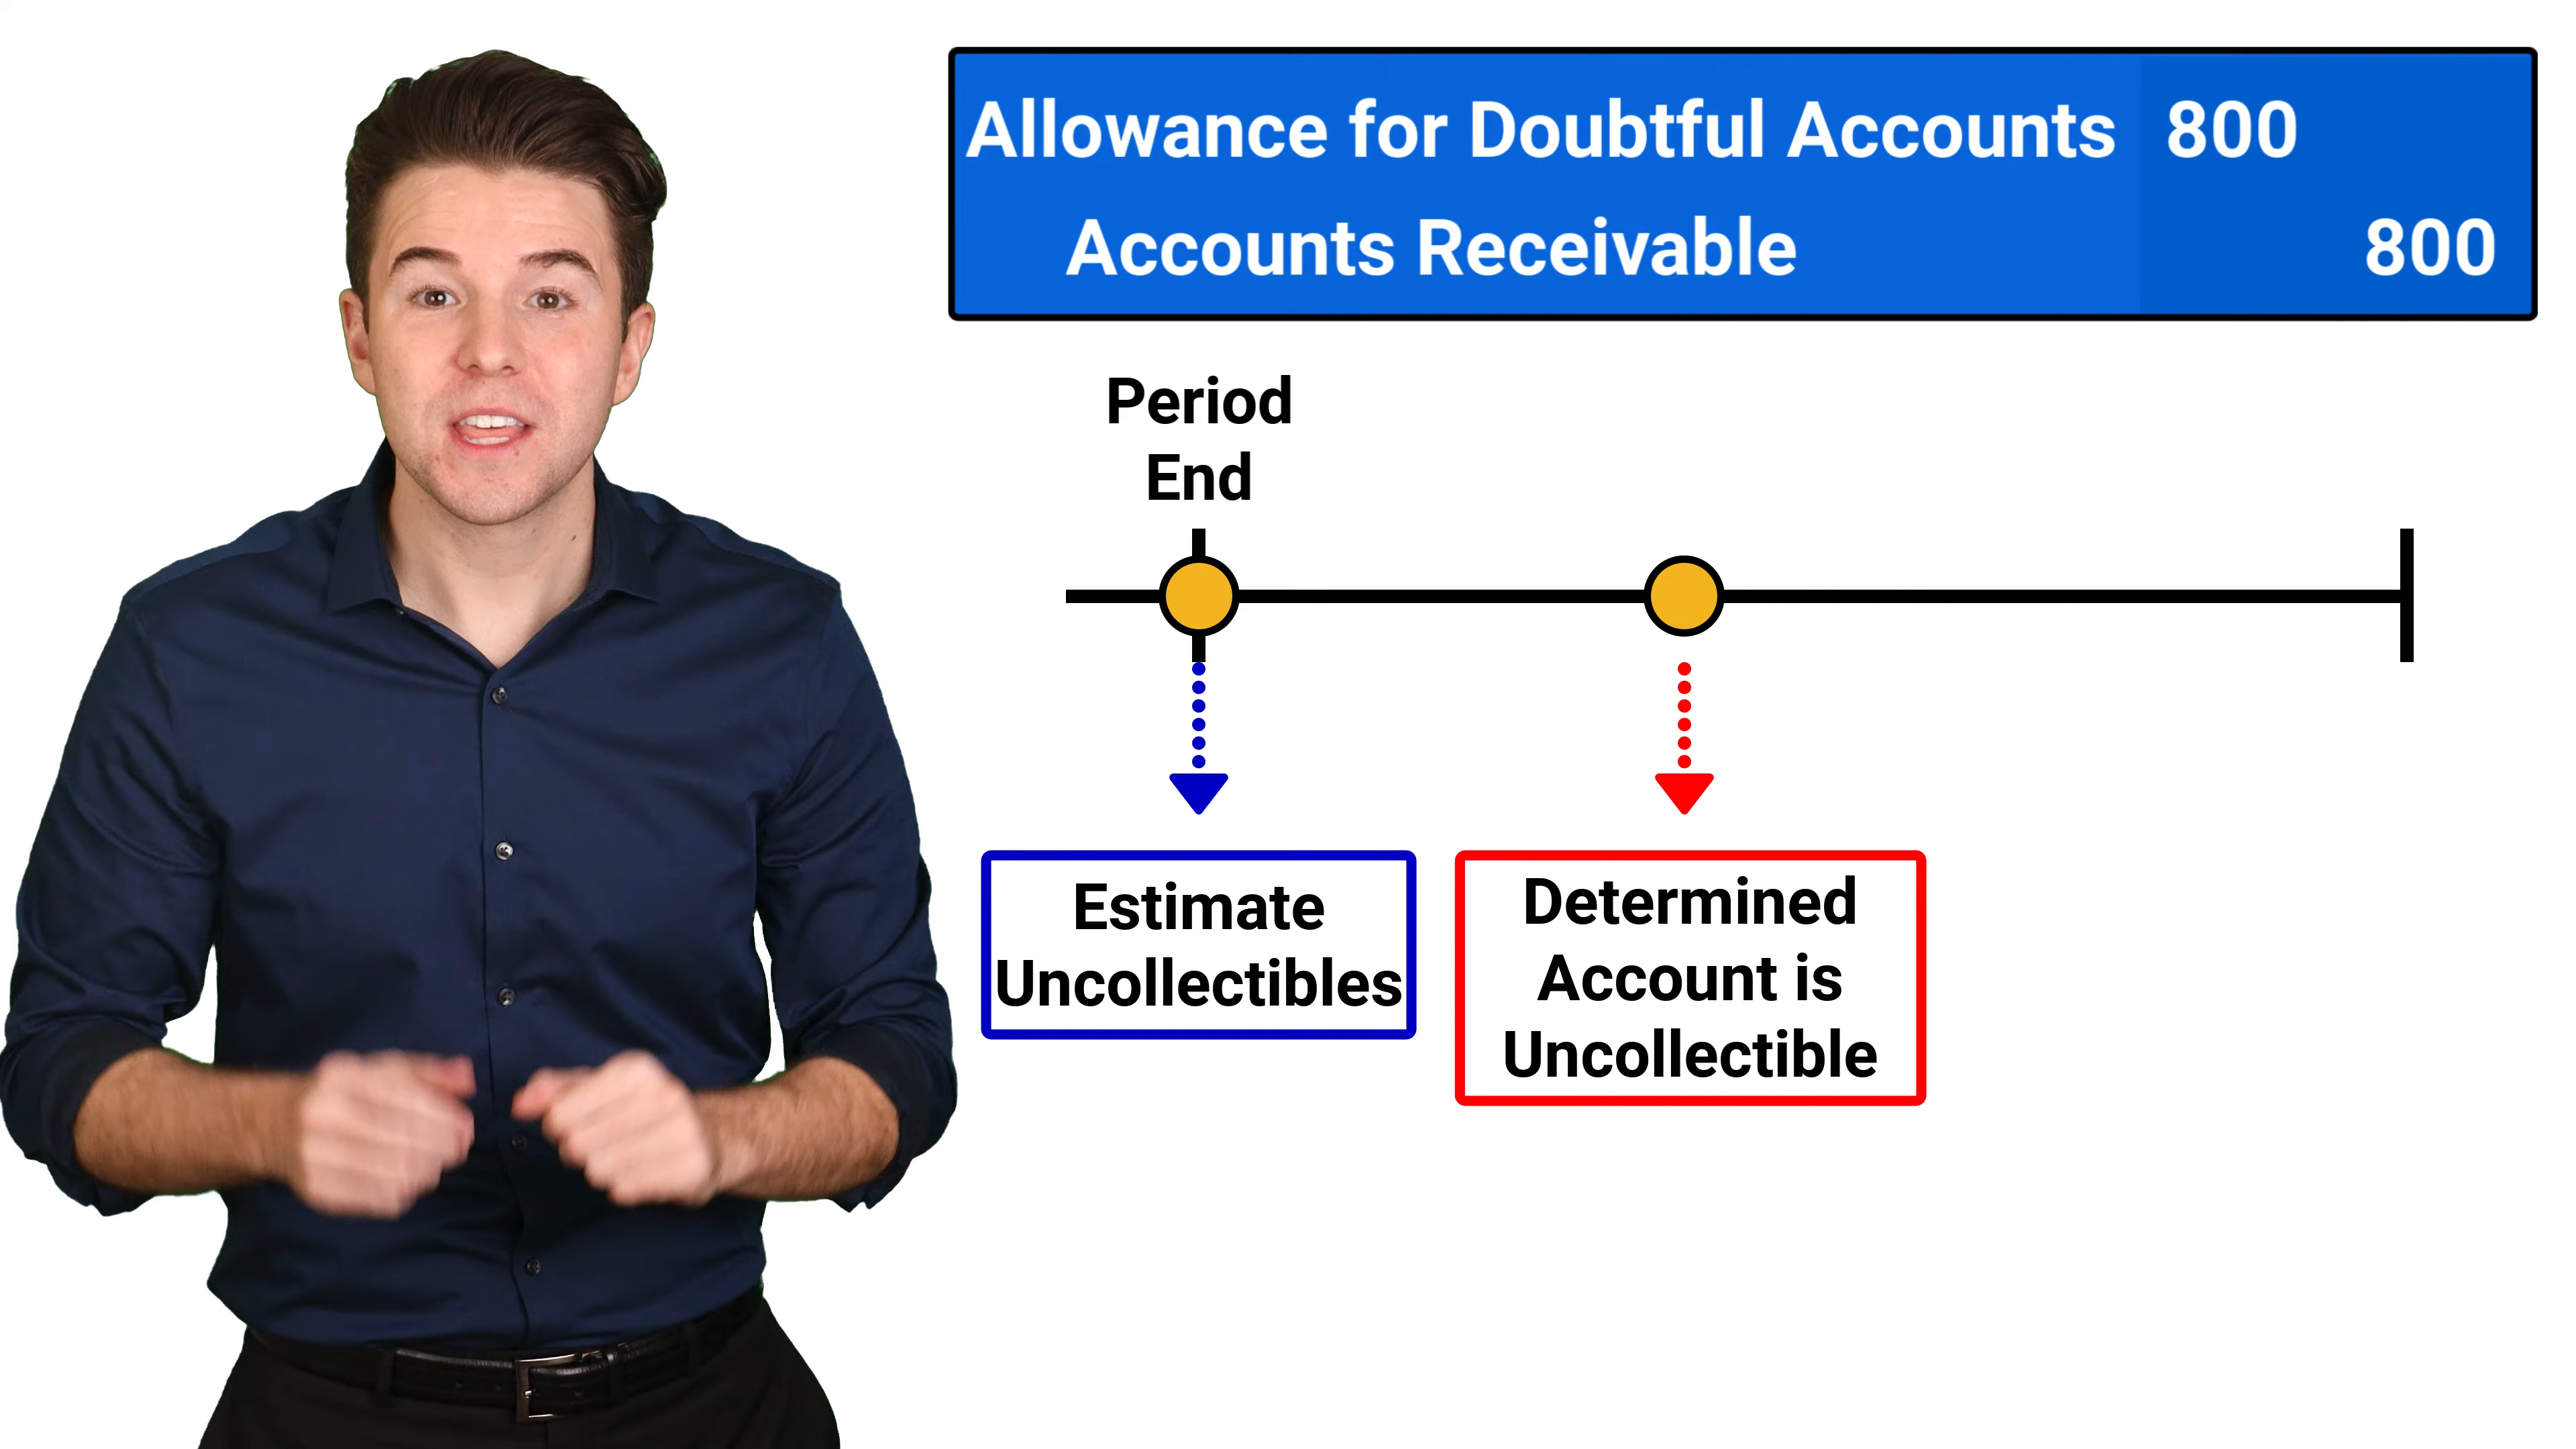 Allowance for Doubtful Accounts 800
Accounts Receivable 800
Period
End
Estimate
Uncollectibles
Determined
Account is
Uncollectible